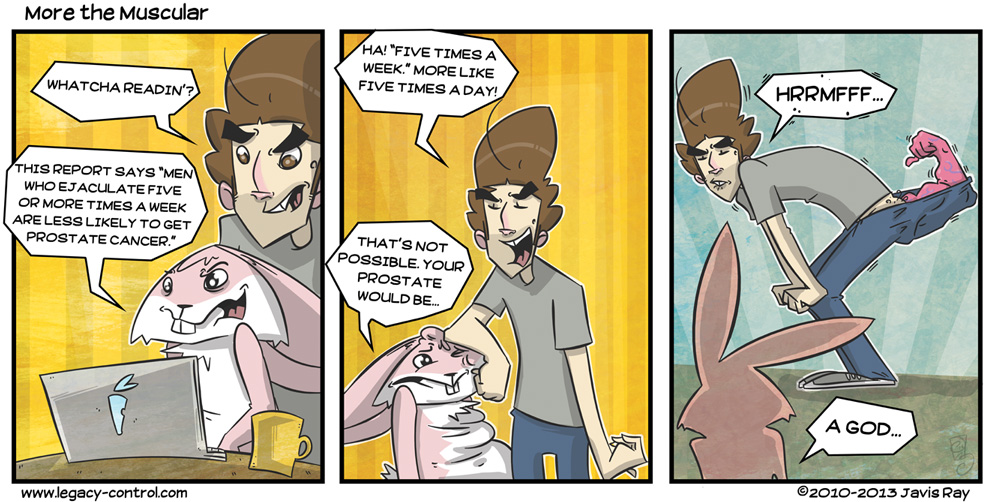 More the Muscular
WHATCHA READIN'?
THIS REPORT SAYS "MEN
WHO EJACULATE FIVE
OR MORE TIMES A WEEK
ARE LESS LIKELY TO GET
PROSTATE CANCER."
HA! "FIVE TIMES A
WEEK." MORE LIKE
FIVE TIMES A DAY!
THAT'S NOT
POSSIBLE. YOUR
PROSTATE
WOULD BE...
HRRMFFF...
A GOD...
www.legacy-control.com
©2010-2013 Javis Ray